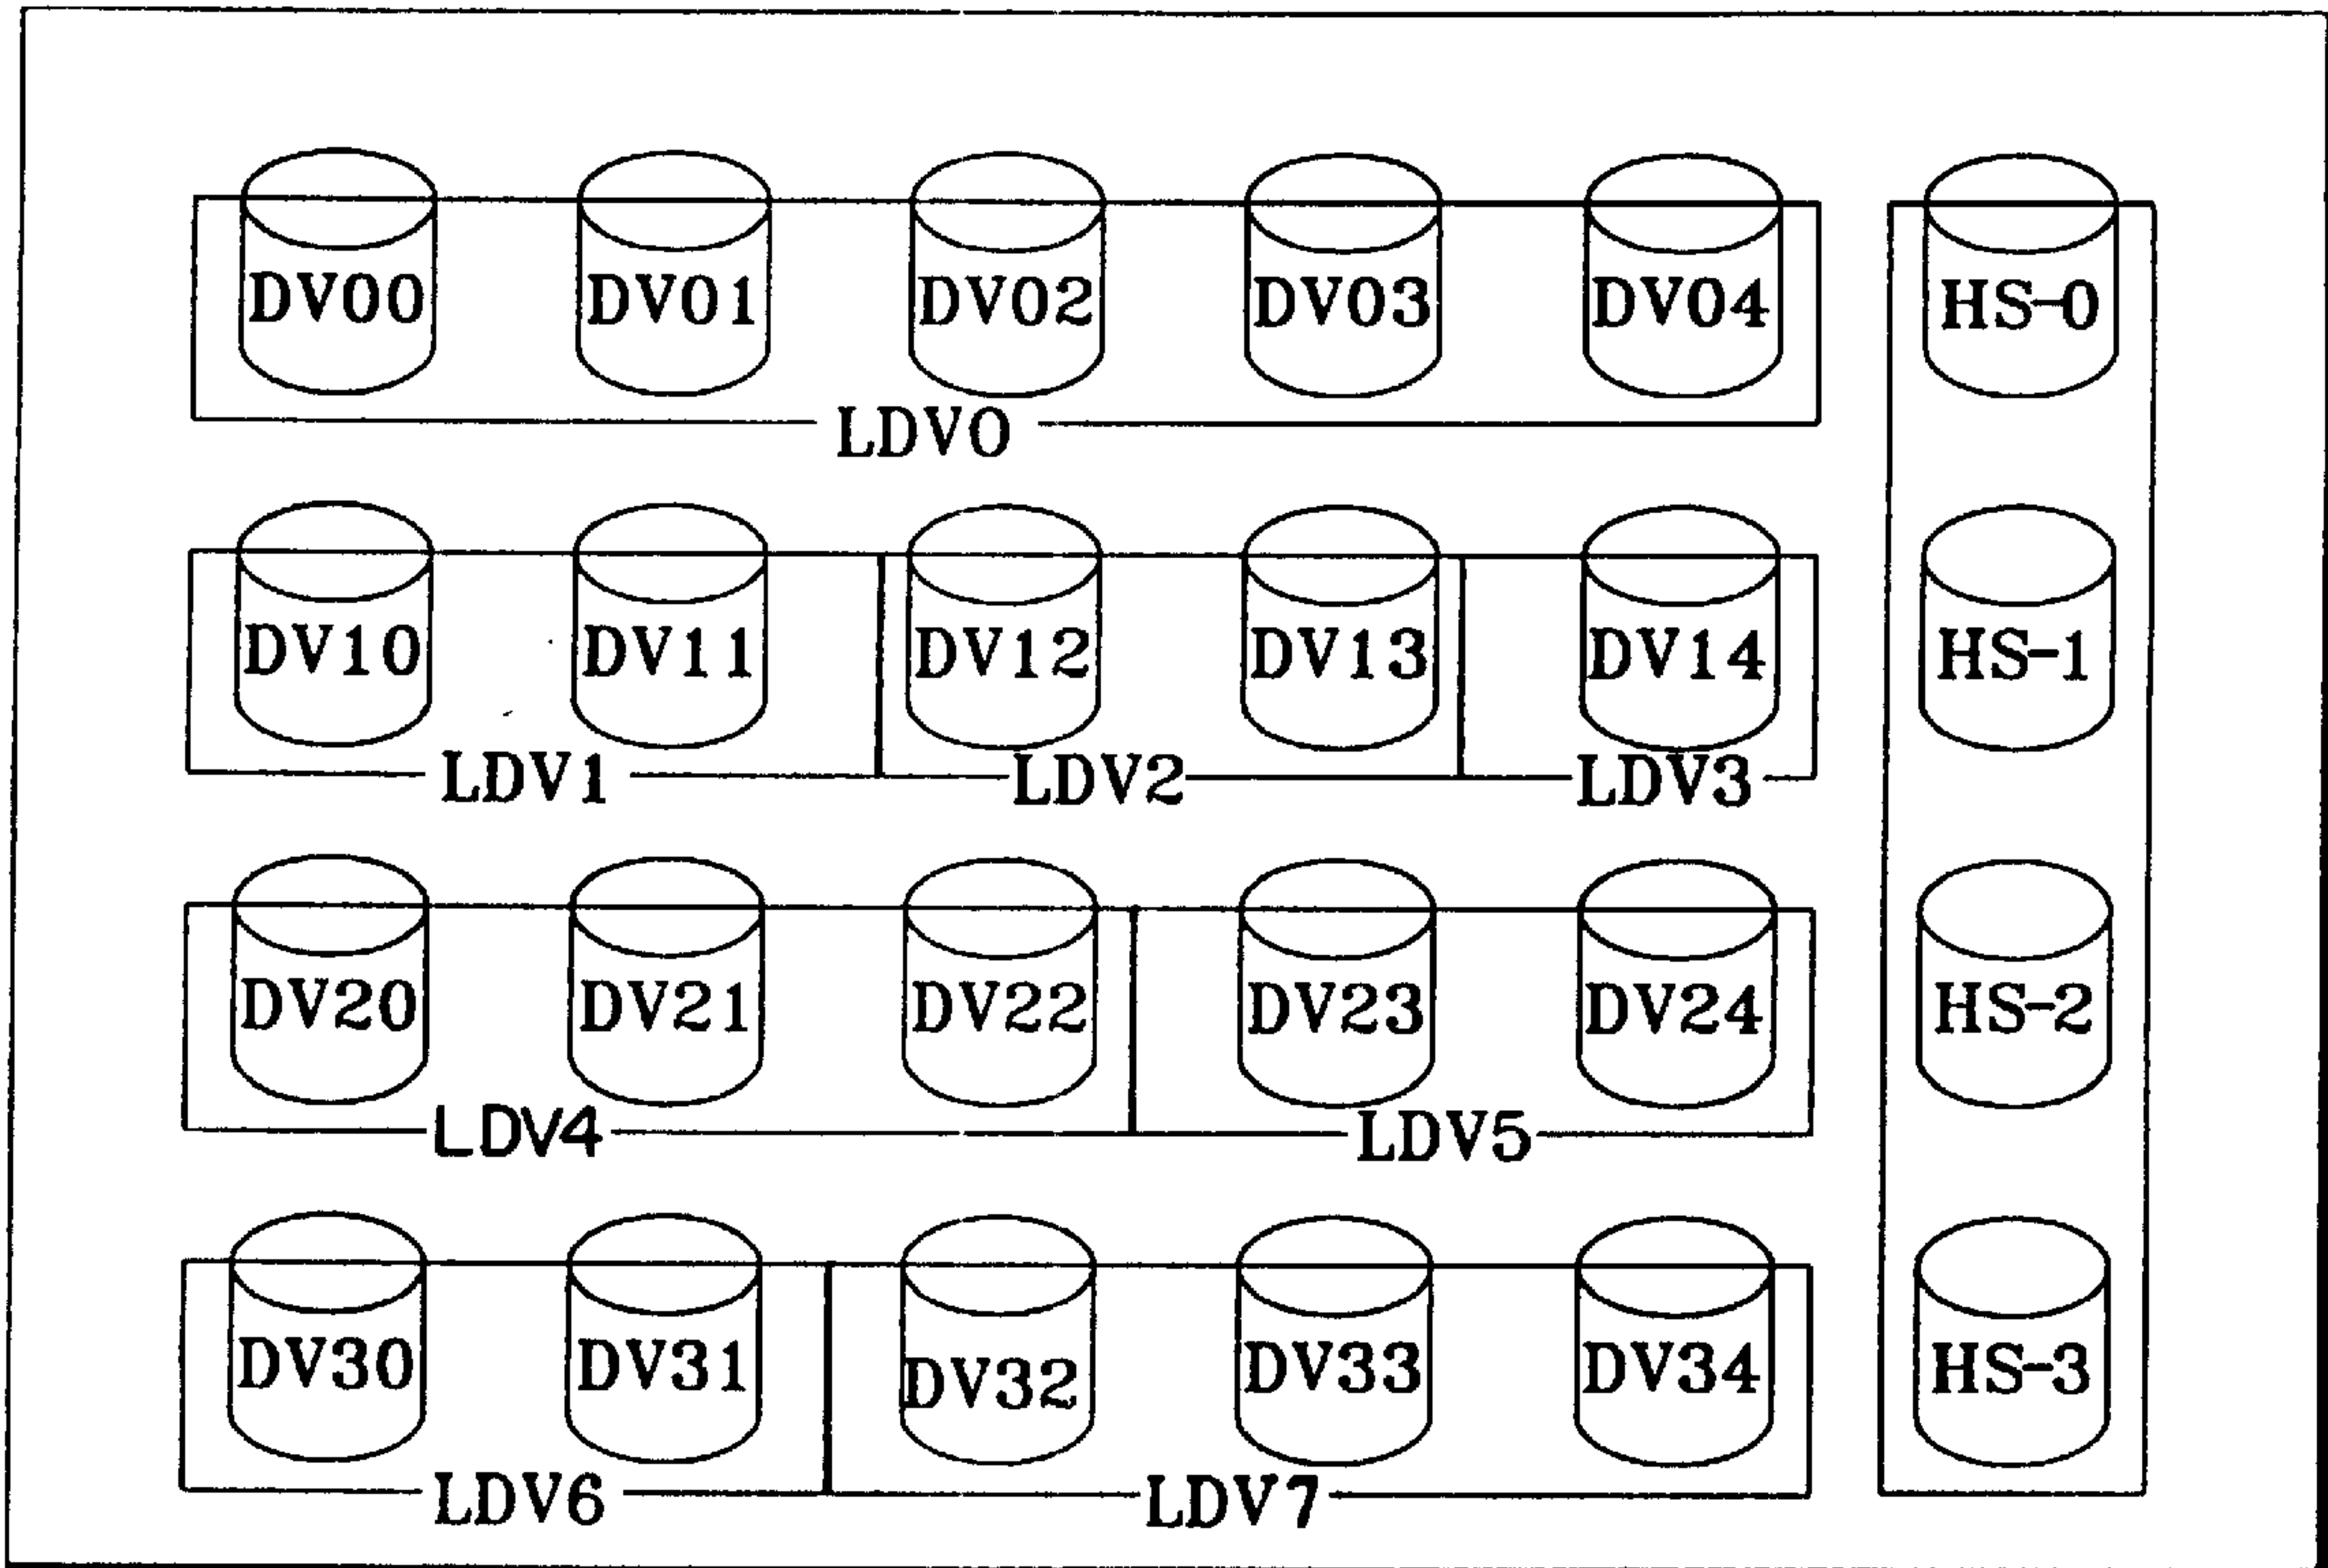 DV00 DV01 DV02 DV03 DV04 HS-0
LDV0
DV10 DV11 DV12 DV13 DV14 HS-1
LDV1 LDV2 LDV3
DV20 DV21 DV22 DV23 DV24 HS-2
LDV4 LDV5
DV30 DV31 DV32 DV33 DV34 HS-3
LDV6 LDV7